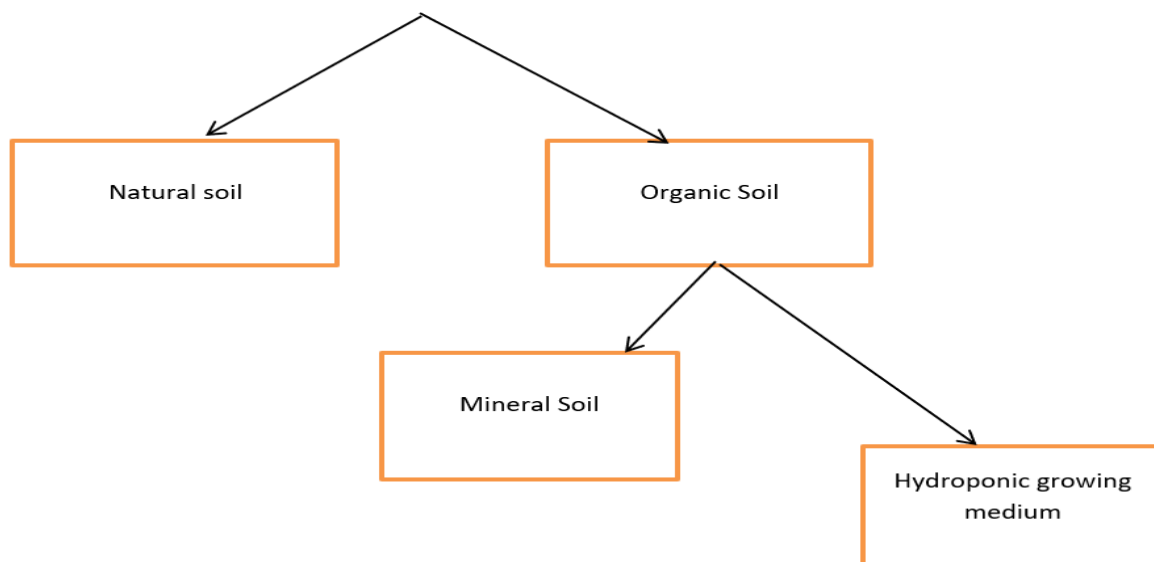 Natural soil
Organic Soil
Mineral Soil
Hydroponic growing
medium